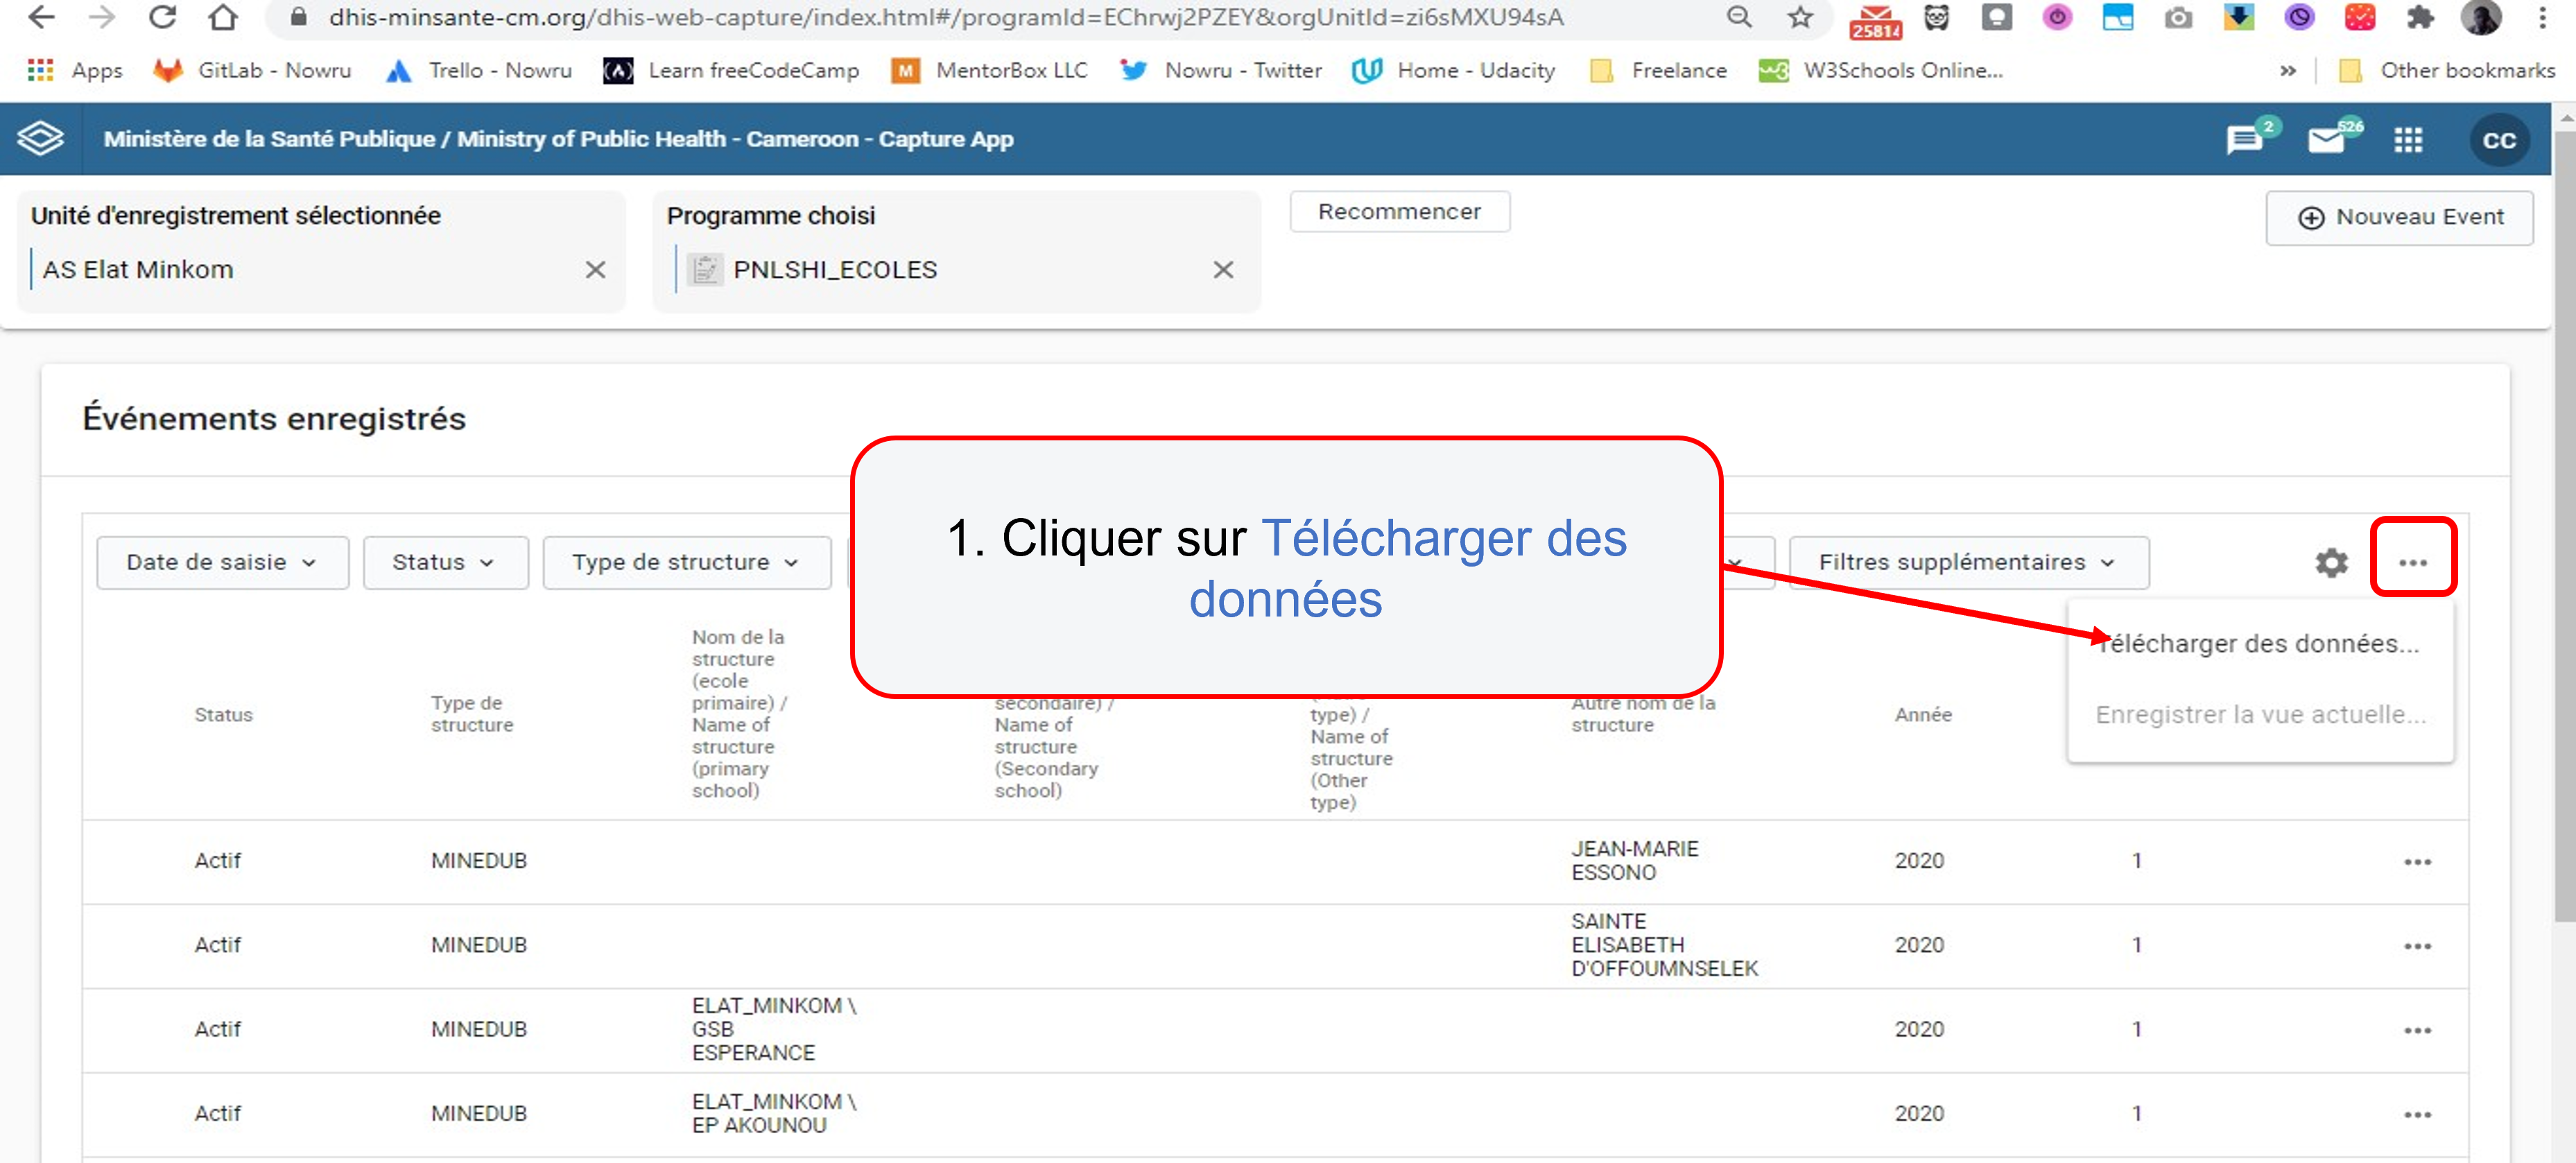 dhis-minsante-cm.org/dhis-web-capture/index.html#/programId=EChrwj2PZEY&orgUnitId=zi6sMXU94sA
25814
Apps GitLab - Nowru Trello - Nowru Learn freeCodeCamp MentorBox LLC Nowru - Twitter Home - Udacity Freelance W3Schools Online... » Other bookmarks
Ministère de la Santé Publique / Ministry of Public Health - Cameroon - Capture App 2 526 CC
Unité d'enregistrement sélectionnée
AS Elat Minkom
Programme choisi
PNLSHI_ECOLES
Recommencer
Nouveau Event
Événements enregistrés
1. Cliquer sur Télécharger des
données
Date de saisie Status Type de structure Filtres supplémentaires
Télécharger des données...
Enregistrer la vue actuelle...
Status
Type de
structure
Nom de la
structure
(ecole
primaire) /
Name of
structure
(primary
school)
secondaire) /
Name of
structure
(Secondary
school)
type) /
Name of
structure
(Other
type)
Autre nom de la
structure
Année
Actif MINEDUB JEAN-MARIE
ESSONO 2020 1
Actif MINEDUB SAINTE
ELISABETH
D'OFFOUMNSELEK 2020 1
Actif MINEDUB ELAT_MINKOM \
GSB
ESPERANCE 2020 1
Actif MINEDUB ELAT_MINKOM \
EP AKOUNOU 2020 1